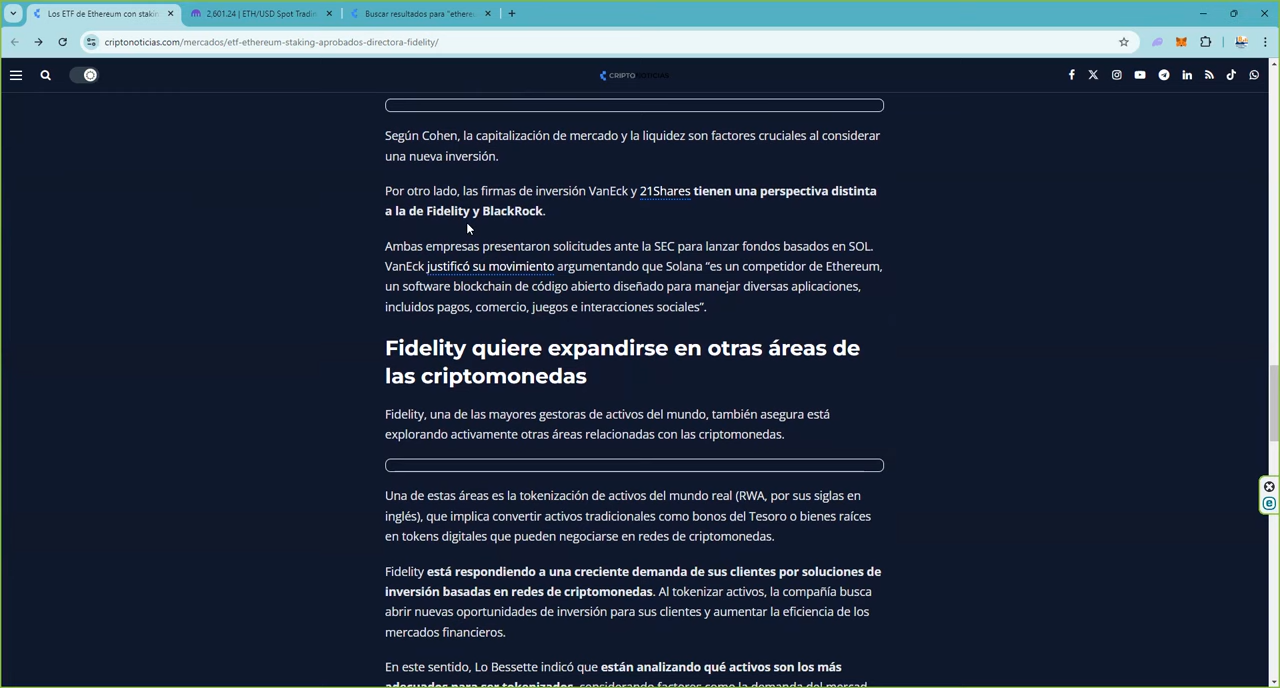 Los ETF de Ethereum con stakin
2,601.24 | ETH/USD Spot Tradin
Buscar resultados para "ethere
criptonoticias.com/mercados/etf-ethereum-staking-aprobados-directora-fidelity/
CRIPTONOTICIAS
Según Cohen, la capitalización de mercado y la liquidez son factores cruciales al considerar
una nueva inversión.
Por otro lado, las firmas de inversión VanEck y 21Shares tienen una perspectiva distinta
a la de Fidelity y BlackRock.
Ambas empresas presentaron solicitudes ante la SEC para lanzar fondos basados en SOL.
VanEck justificó su movimiento argumentando que Solana “es un competidor de Ethereum,
un software blockchain de código abierto diseñado para manejar diversas aplicaciones,
incluidos pagos, comercio, juegos e interacciones sociales”.
Fidelity quiere expandirse en otras áreas de
las criptomonedas
Fidelity, una de las mayores gestoras de activos del mundo, también asegura está
explorando activamente otras áreas relacionadas con las criptomonedas.
Una de estas áreas es la tokenización de activos del mundo real (RWA, por sus siglas en
inglés), que implica convertir activos tradicionales como bonos del Tesoro o bienes raíces
en tokens digitales que pueden negociarse en redes de criptomonedas.
Fidelity está respondiendo a una creciente demanda de sus clientes por soluciones de
inversión basadas en redes de criptomonedas. Al tokenizar activos, la compañía busca
abrir nuevas oportunidades de inversión para sus clientes y aumentar la eficiencia de los
mercados financieros.
En este sentido, Lo Bessette indicó que están analizando qué activos son los más
adecuados para ser tokenizados, considerando factores como la demanda del mercad